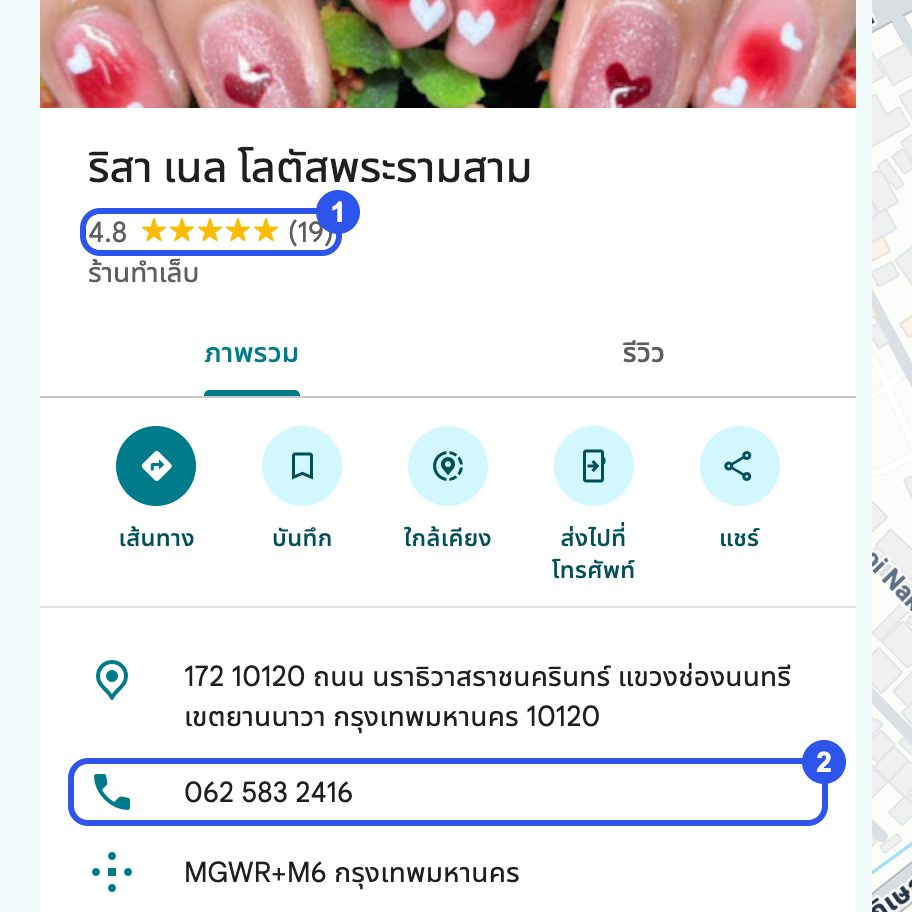 ริสา เนล โลตัสพระรามสาม
1
4.8 (19)
ร้านทำเล็บ
ภาพรวม รีวิว
เส้นทาง บันทึก ใกล้เคียง ส่งไปที่ แชร์
โทรศัพท์
172 10120 ถนน นราธิวาสราชนครินทร์ แขวงช่องนนทรี
เขตยานนาวา กรุงเทพมหานคร 10120
2
062 583 2416
MGWR+M6 กรุงเทพมหานคร